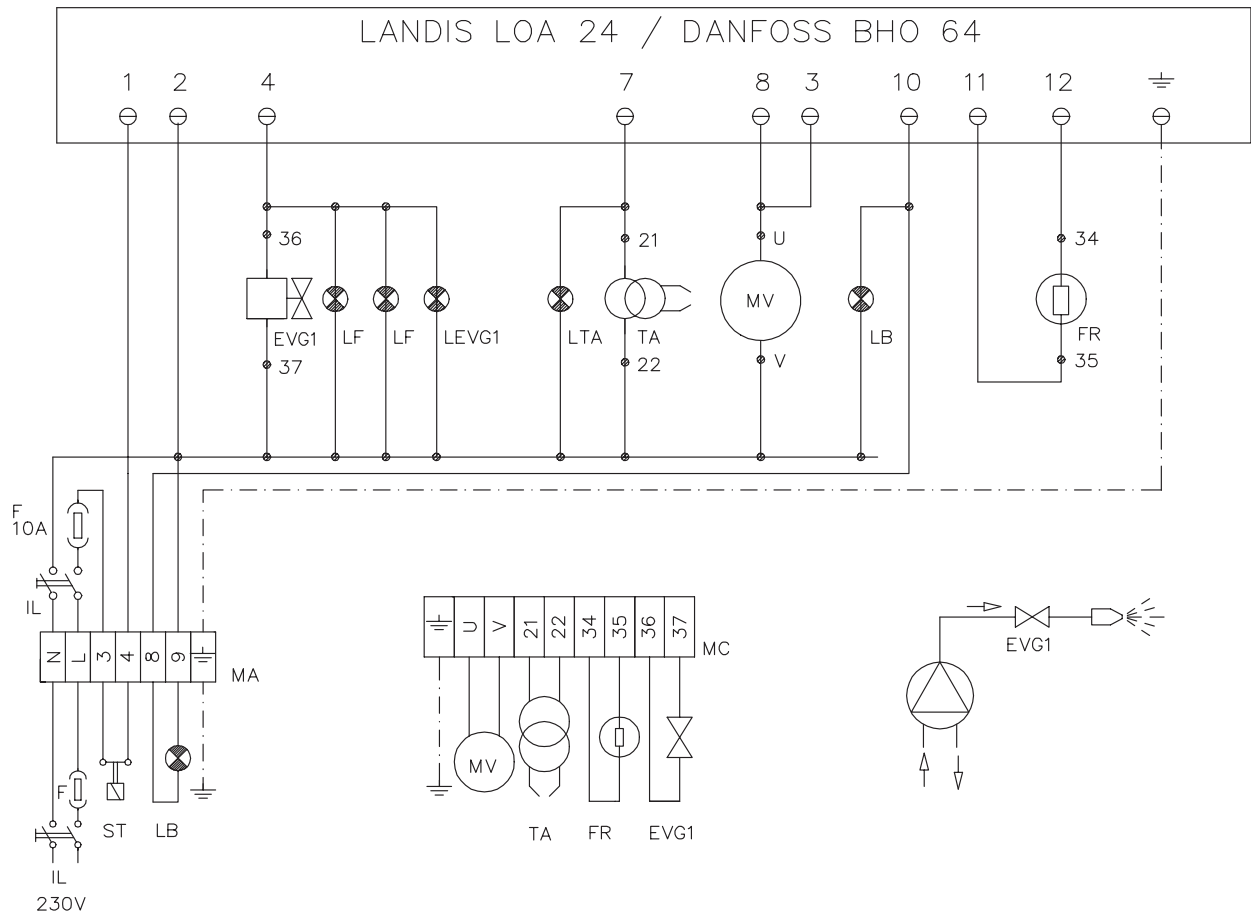 LANDIS LOA 24 / DANFOSS BHO 64
1 2 4 7 8 3 10 11 12
36 21 U 34
MV
EVG1 LF LF LEVG1 LTA TA LB FR
37 22 V 35
F
10A
IL
N L 3 4 8 9 MA
U V 21 22 34 35 36 37 MC
EVG1
MV
F
ST LB
TA FR EVG1
IL
230V